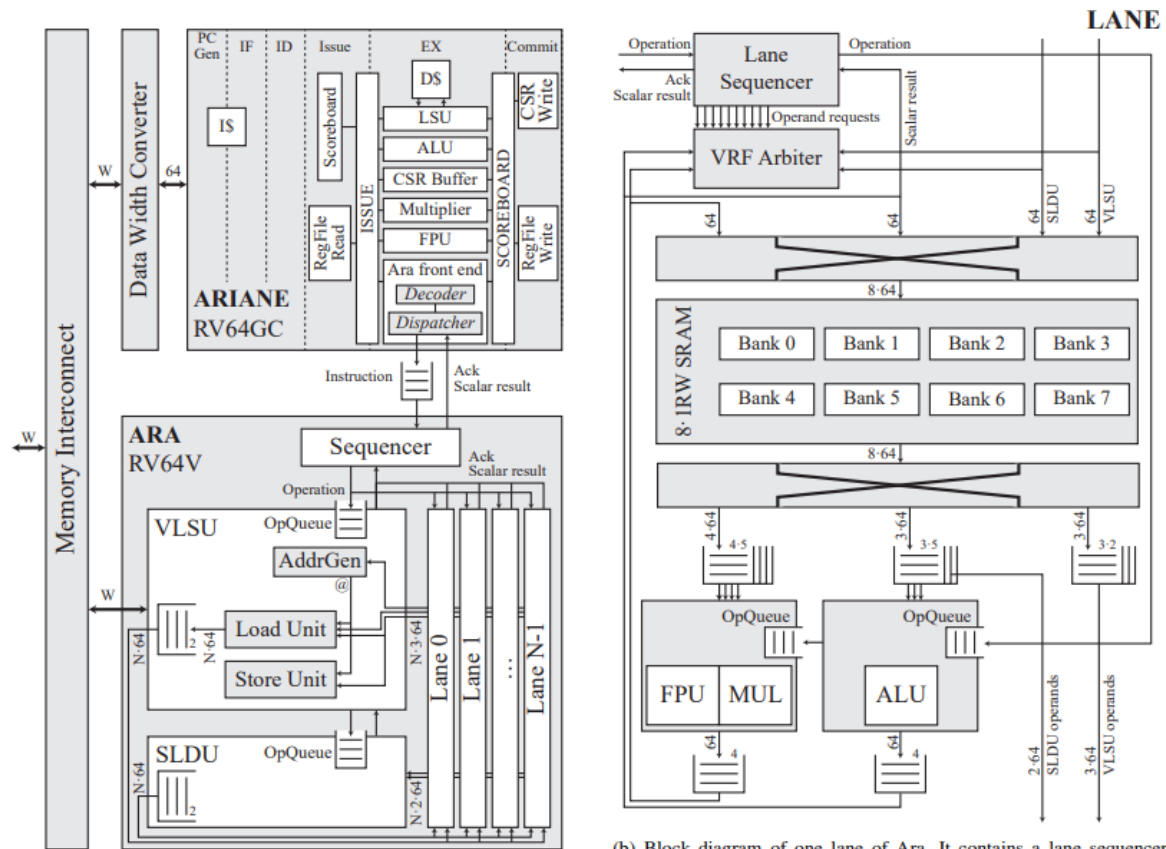 PC Gen
IF
ID
Issue
EX
Commit
I$
D$
Scoreboard
RegFile Read
ISSUE
LSU
ALU
CSR Buffer
Multiplier
FPU
Ara front end
Decoder
Dispatcher
SCOREBOARD
CSR Write
RegFile Write
ARIANE
RV64GC
Memory Interconnect
W
W
64
Data Width Converter
Instruction
Ack
Scalar result
ARA
RV64V
Sequencer
Ack
Scalar result
Operation
VLSU
OpQueue
AddrGen
@
W
2
N·64
N·64
Load Unit
Store Unit
N·3·64
Lane 0
Lane 1
...
Lane N-1
SLDU
OpQueue
N·64
2
N·2·64
LANE
Operation
Lane Sequencer
Operation
Ack
Scalar result
Operand requests
Scalar result
VRF Arbiter
64
64
64
SLDU
64
VLSU
8·64
8·1RW SRAM
Bank 0
Bank 1
Bank 2
Bank 3
Bank 4
Bank 5
Bank 6
Bank 7
8·64
4·64
3·64
3·64
4·5
3·5
3·2
OpQueue
OpQueue
FPU
MUL
ALU
64
64
4
4
2·64
SLDU operands
3·64
VLSU operands
(b) Block diagram of one lane of Ara. It contains a lane sequencer